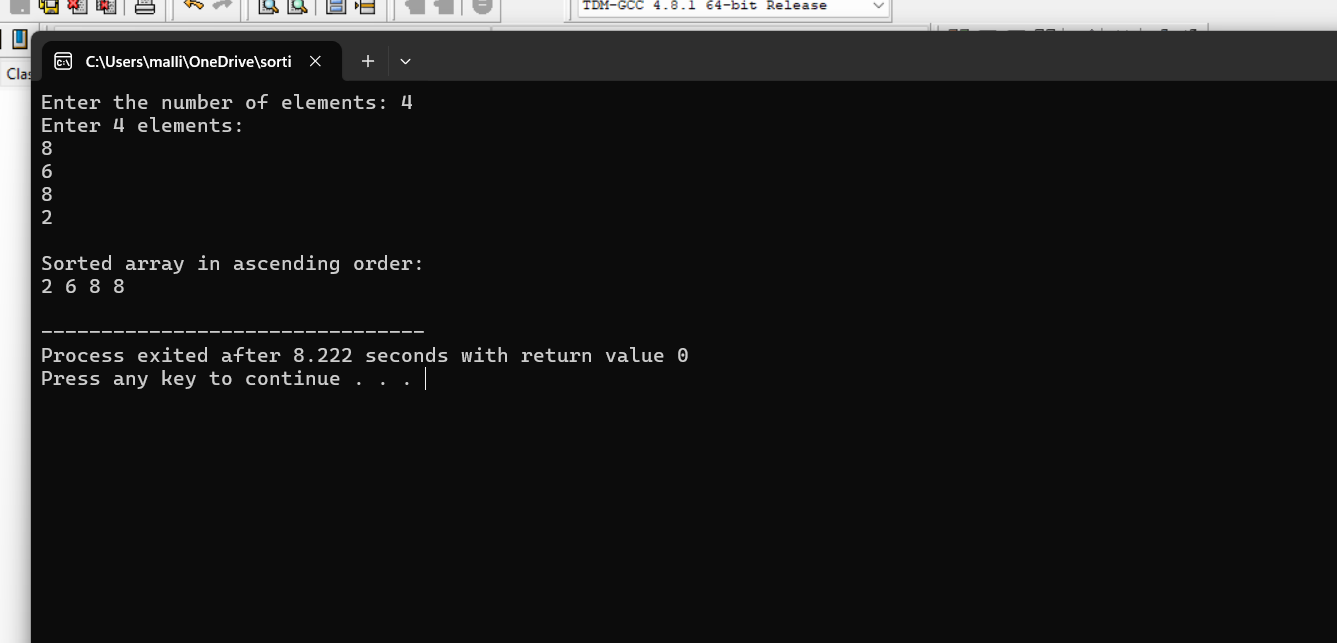 TDM-GCC 4.8.1 64-bit Release
C:\Users\malli\OneDrive\sorti
Clas
Enter the number of elements: 4
Enter 4 elements:
8
6
8
2
Sorted array in ascending order:
2 6 8 8
--------------------------------
Process exited after 8.222 seconds with return value 0
Press any key to continue . . .